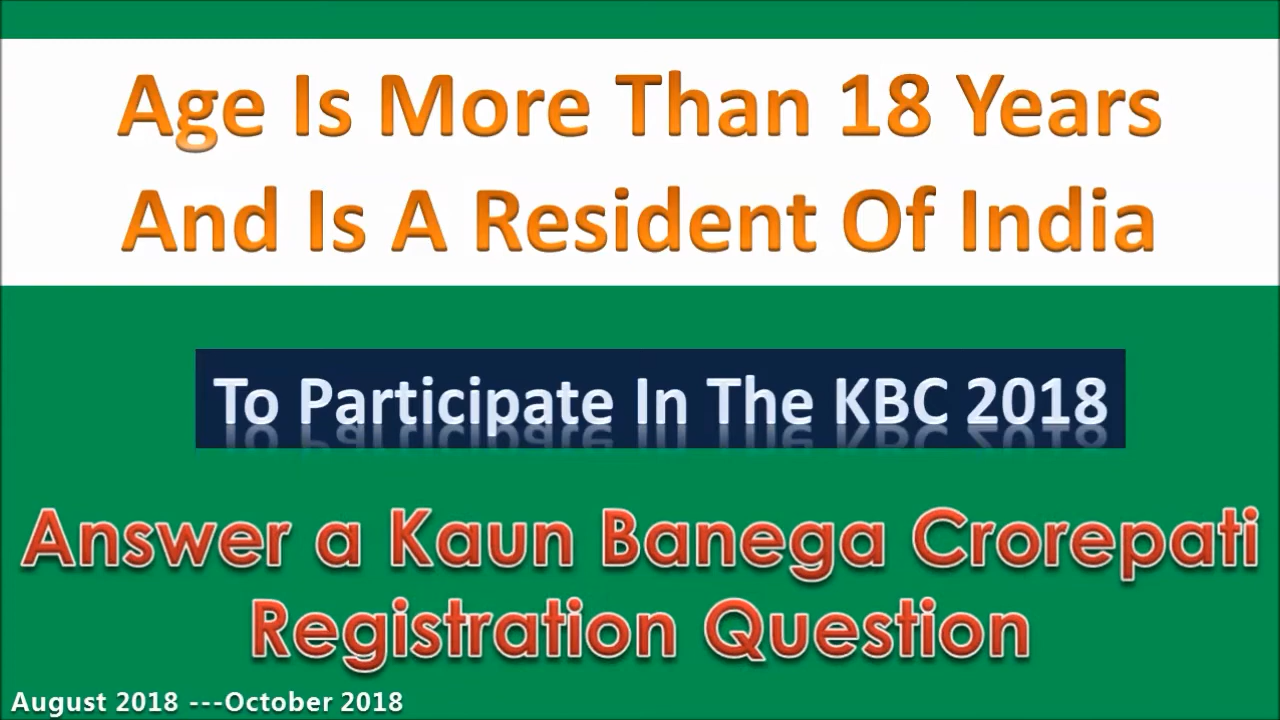 Age Is More Than 18 Years
And Is A Resident Of India
To Participate In The KBC 2018
Answer a Kaun Banega Crorepati
Registration Question
August 2018 ---October 2018